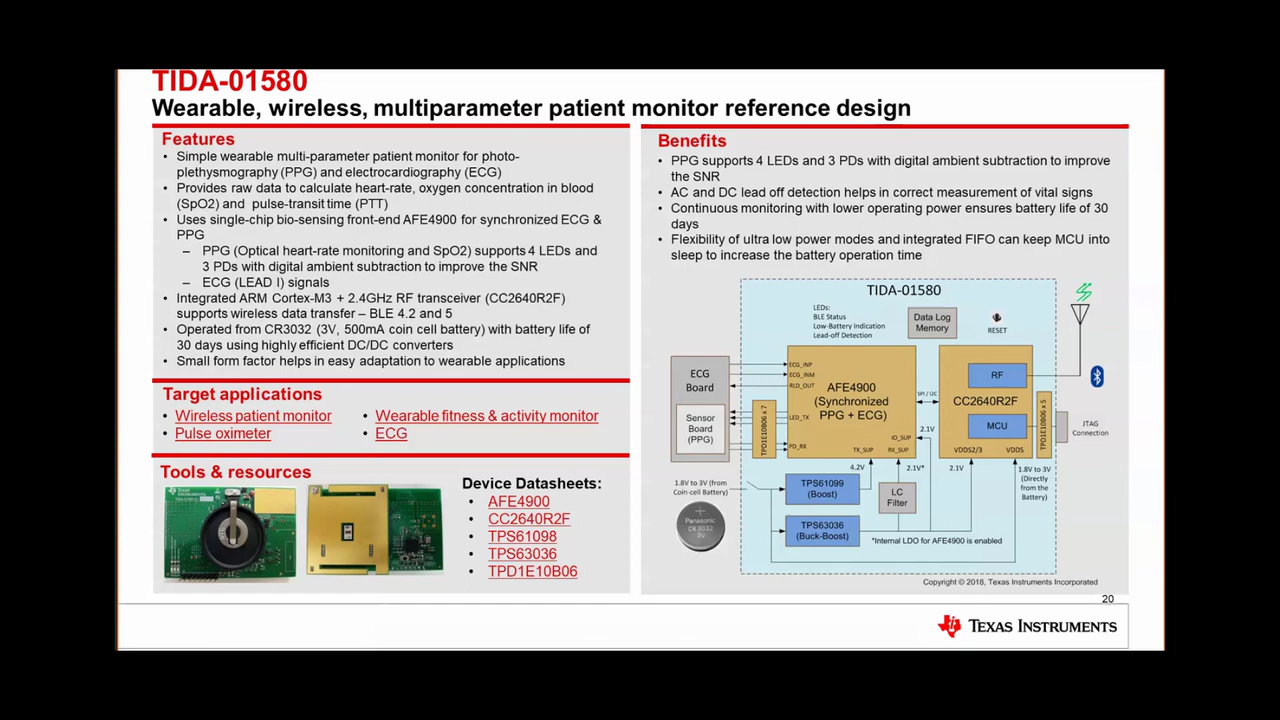 TIDA-01580
Wearable, wireless, multiparameter patient monitor reference design
Features
• Simple wearable multi-parameter patient monitor for photo-
plethysmography (PPG) and electrocardiography (ECG)
• Provides raw data to calculate heart-rate, oxygen concentration in blood
(SpO2) and pulse-transit time (PTT)
• Uses single-chip bio-sensing front-end AFE4900 for synchronized ECG &
PPG
– PPG (Optical heart-rate monitoring and SpO2) supports 4 LEDs and
3 PDs with digital ambient subtraction to improve the SNR
– ECG (LEAD I) signals
• Integrated ARM Cortex-M3 + 2.4GHz RF transceiver (CC2640R2F)
supports wireless data transfer – BLE 4.2 and 5
• Operated from CR3032 (3V, 500mA coin cell battery) with battery life of
30 days using highly efficient DC/DC converters
• Small form factor helps in easy adaptation to wearable applications
Target applications
• Wireless patient monitor
• Pulse oximeter
• Wearable fitness & activity monitor
• ECG
Tools & resources
Device Datasheets:
• AFE4900
• CC2640R2F
• TPS61098
• TPS63036
• TPD1E10B06
Benefits
• PPG supports 4 LEDs and 3 PDs with digital ambient subtraction to improve
the SNR
• AC and DC lead off detection helps in correct measurement of vital signs
• Continuous monitoring with lower operating power ensures battery life of 30
days
• Flexibility of ultra low power modes and integrated FIFO can keep MCU into
sleep to increase the battery operation time
TIDA-01580
LEDs:
BLE Status
Low-Battery Indication
Lead-off Detection
Data Log
Memory
RESET
ECG
Board
Sensor
Board
(PPG)
TPD1E10B06 x 7
ECG_INP
ECG_INM
RLD_OUT
LED_TX
PD_RX
AFE4900
(Synchronized
PPG + ECG)
IO_SUP
TX_SUP
RX_SUP
SPI / I2C
RF
CC2640R2F
MCU
VDDS2/3
VDDS
TPD1E10B06 x 5
JTAG
Connection
2.1V
4.2V
2.1V*
2.1V
1.8V to 3V
(Directly
from the
Battery)
1.8V to 3V (from
Coin-cell Battery)
TPS61099
(Boost)
LC
Filter
TPS63036
(Buck-Boost)
Panasonic
CR 3032
3V
*Internal LDO for AFE4900 is enabled
Copyright © 2018, Texas Instruments Incorporated
20
TEXAS INSTRUMENTS